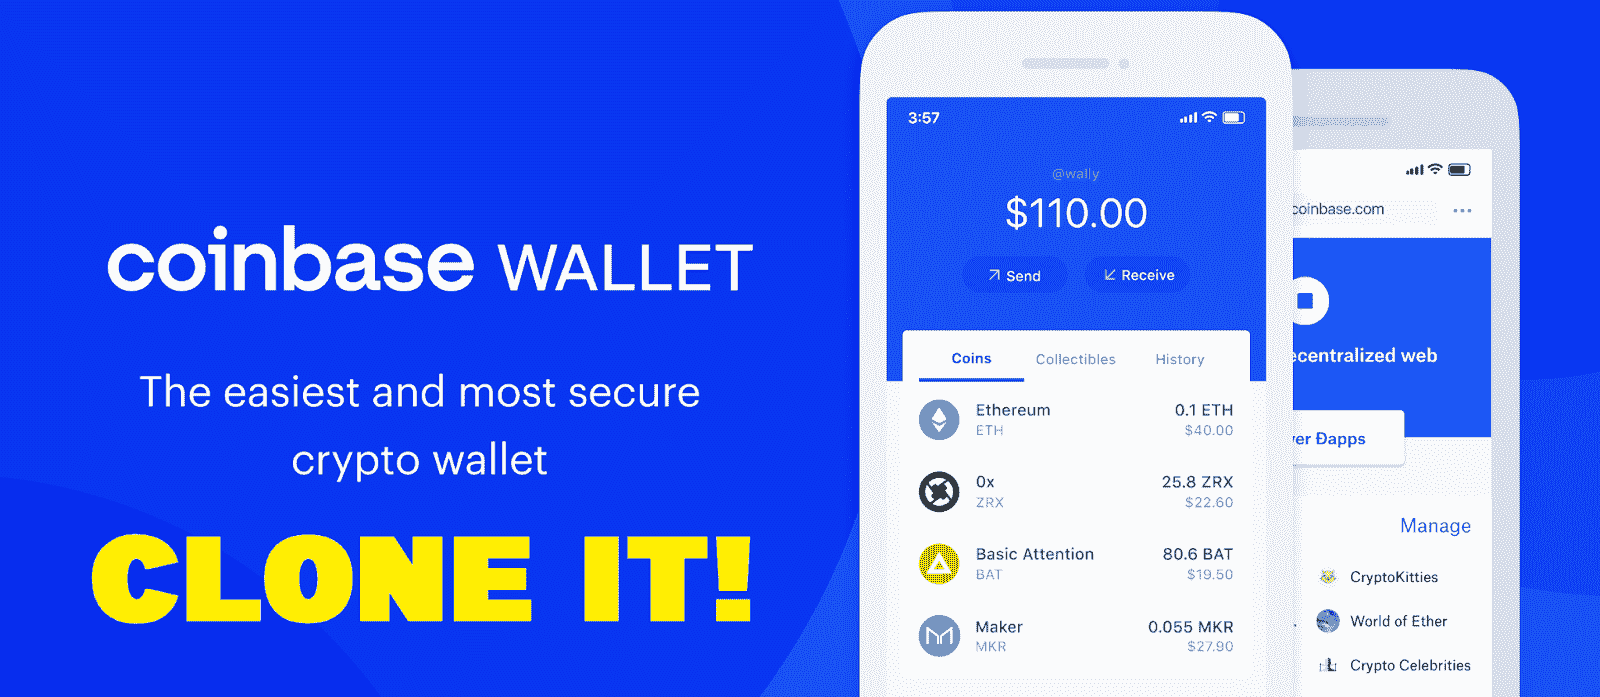 coinbase WALLET
The easiest and most secure
crypto wallet
CLONE IT!
3:57
@wally
$110.00
Send
Receive
Coins
Collectibles
History
Ethereum
0.1 ETH
ETH
$40.00
0x
25.8 ZRX
ZRX
$22.60
Basic Attention
80.6 BAT
BAT
$19.50
Maker
0.055 MKR
MKR
$27.90
coinbase.com
ecentralized web
er Đapps
Manage
CryptoKitties
World of Ether
Crypto Celebrities